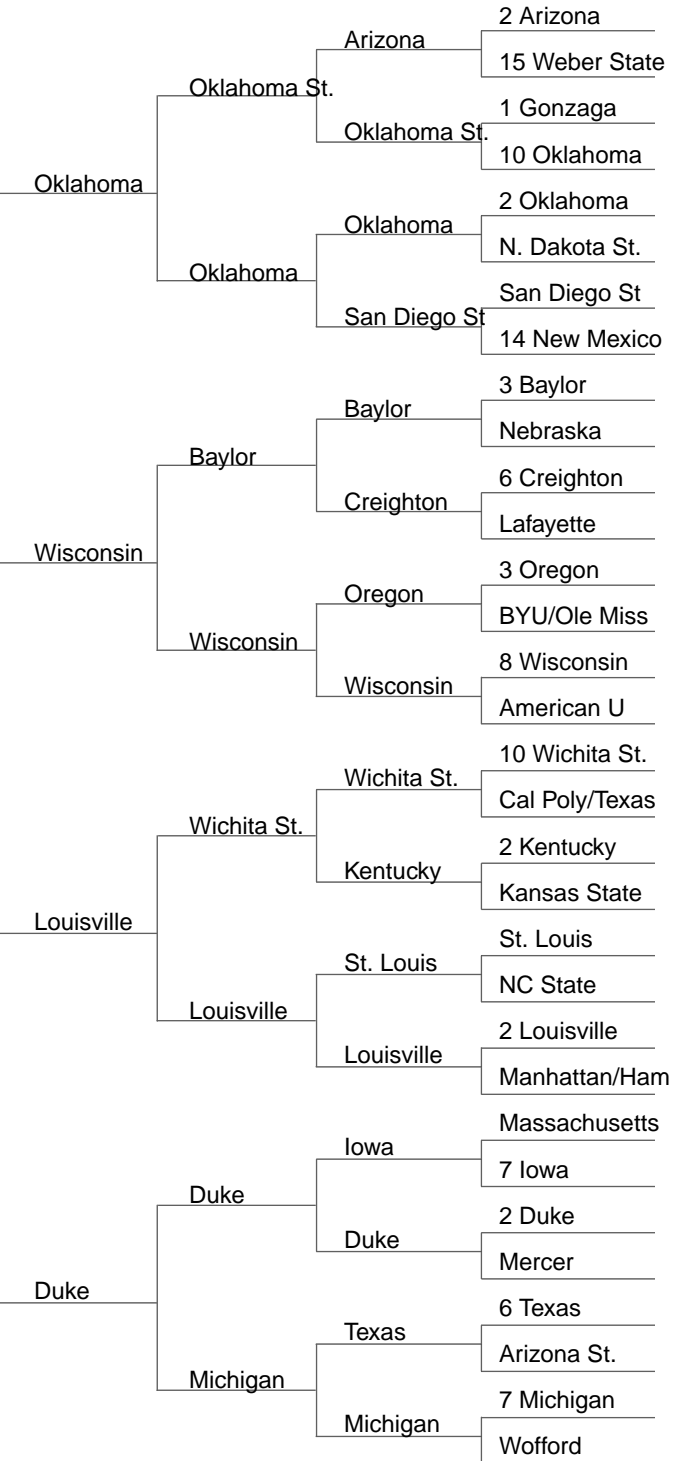 2 Arizona
Arizona
15 Weber State
Oklahoma St.
1 Gonzaga
Oklahoma St.
10 Oklahoma
Oklahoma
2 Oklahoma
Oklahoma
N. Dakota St.
Oklahoma
San Diego St
San Diego St
14 New Mexico
3 Baylor
Baylor
Nebraska
Baylor
6 Creighton
Creighton
Lafayette
Wisconsin
3 Oregon
Oregon
BYU/Ole Miss
Wisconsin
8 Wisconsin
Wisconsin
American U
10 Wichita St.
Wichita St.
Cal Poly/Texas
Wichita St.
2 Kentucky
Kentucky
Kansas State
Louisville
St. Louis
St. Louis
NC State
Louisville
2 Louisville
Louisville
Manhattan/Ham
Massachusetts
Iowa
7 Iowa
Duke
2 Duke
Duke
Mercer
Duke
6 Texas
Texas
Arizona St.
Michigan
7 Michigan
Michigan
Wofford